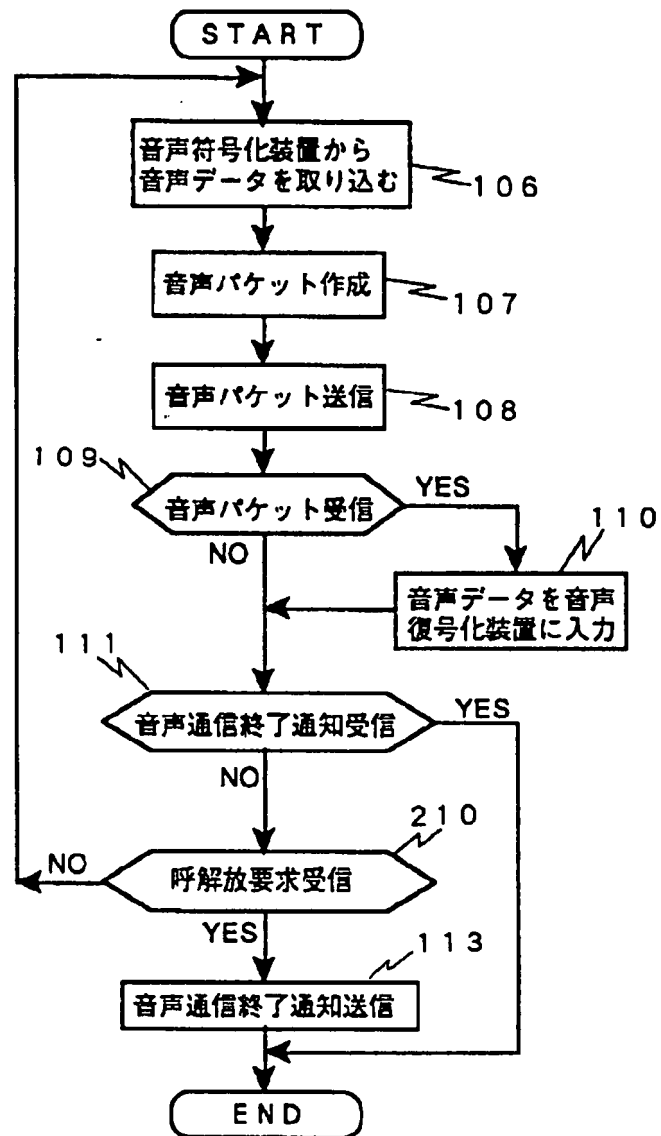 START
音声符号化装置から
音声データを取り込む
106
音声パケット作成
107
音声パケット送信
108
109
音声パケット受信
YES
NO
110
音声データを音声
復号化装置に入力
111
音声通信終了通知受信
YES
NO
210
呼解放要求受信
NO
YES
113
音声通信終了通知送信
END